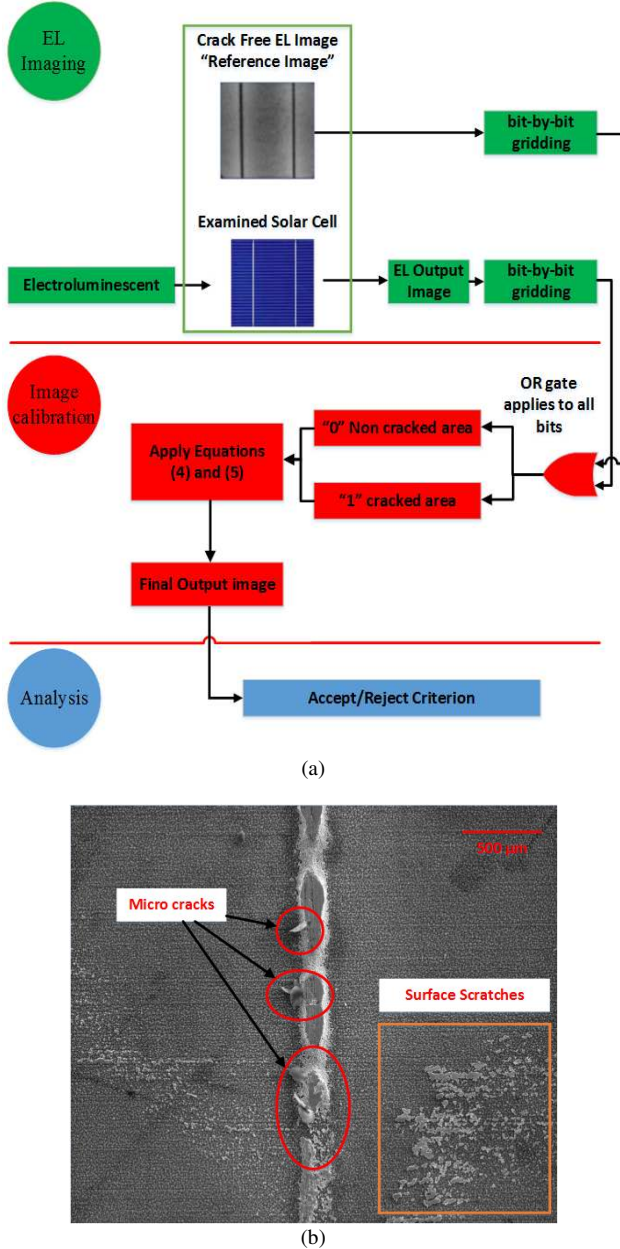 EL
Imaging
Crack Free EL Image
“Reference Image”
bit-by-bit
gridding
Examined Solar Cell
Electroluminescent
EL Output
Image
bit-by-bit
gridding
Image
calibration
OR gate
applies to all
bits
“0” Non cracked area
Apply Equations
(4) and (5)
“1” cracked area
Final Output image
Analysis
Accept/Reject Criterion
(a)
500 µm
Micro cracks
Surface Scratches
(b)